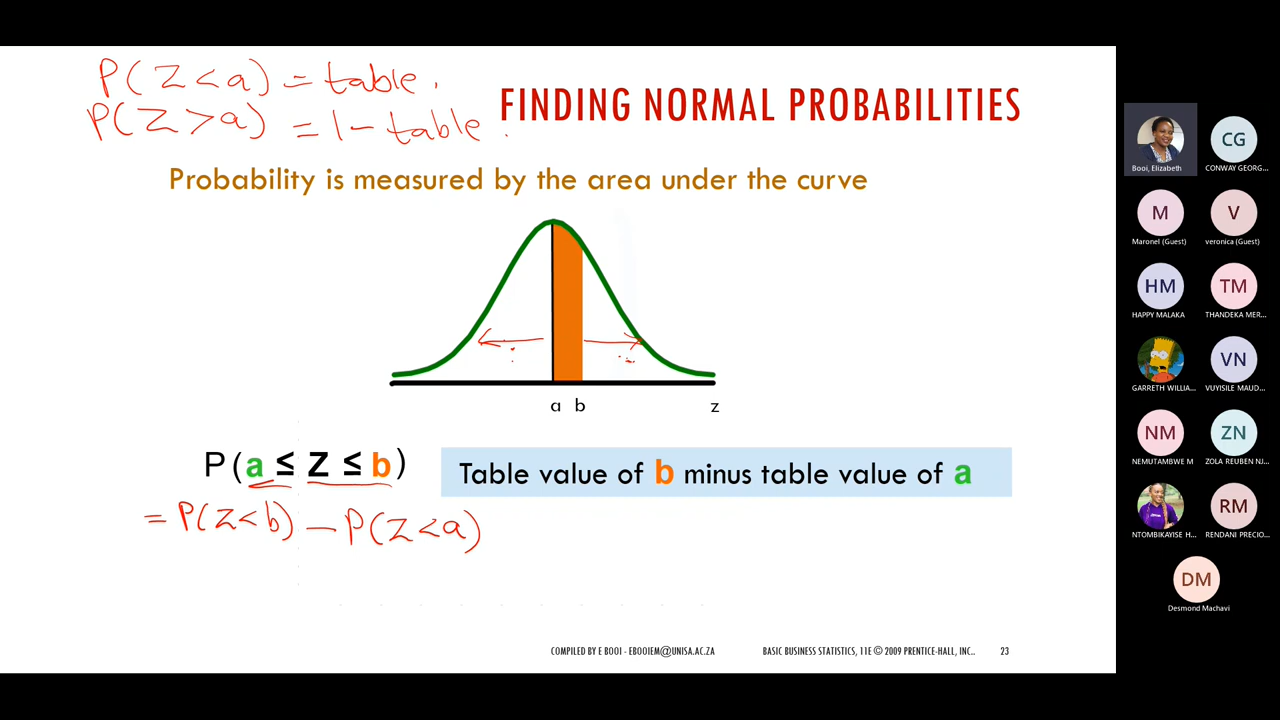 P(Z<a) = table.
P(Z>a) = 1 - table.
FINDING NORMAL PROBABILITIES
Probability is measured by the area under the curve
a b z
P(a ≤ Z ≤ b)
Table value of b minus table value of a
= P(Z<b) - P(Z<a)
COMPILED BY E BOOI - EBOOIEM@UNISA.AC.ZA
BASIC BUSINESS STATISTICS, 11E © 2009 PRENTICE-HALL, INC..
23
Booi, Elizabeth
CG
CONWAY GEORG...
M
Maronel (Guest)
V
veronica (Guest)
HM
HAPPY MALAKA
TM
THANDEKA MER...
GARRETH WILLIA...
VN
VUYISILE MAUD...
NM
NEMUTAMBWE M
ZN
ZOLA REUBEN NJ...
NTOMBIKAYISE H...
RM
RENDANI PRECIO...
DM
Desmond Machavi